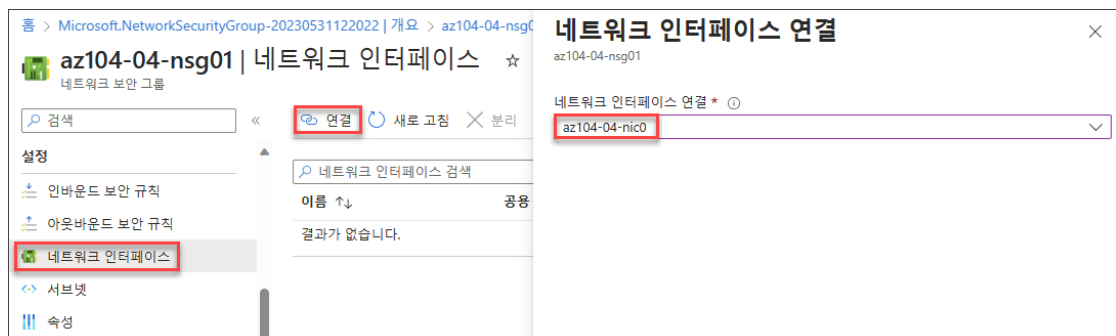 홈 > Microsoft.NetworkSecurityGroup-20230531122022 | 개요 > az104-04-nsg0
az104-04-nsg01 | 네트워크 인터페이스
네트워크 보안 그룹
검색
설정
인바운드 보안 규칙
아웃바운드 보안 규칙
네트워크 인터페이스
서브넷
속성
연결 새로 고침 분리
네트워크 인터페이스 검색
이름 공용
결과가 없습니다.
네트워크 인터페이스 연결
az104-04-nsg01
네트워크 인터페이스 연결 *
az104-04-nic0